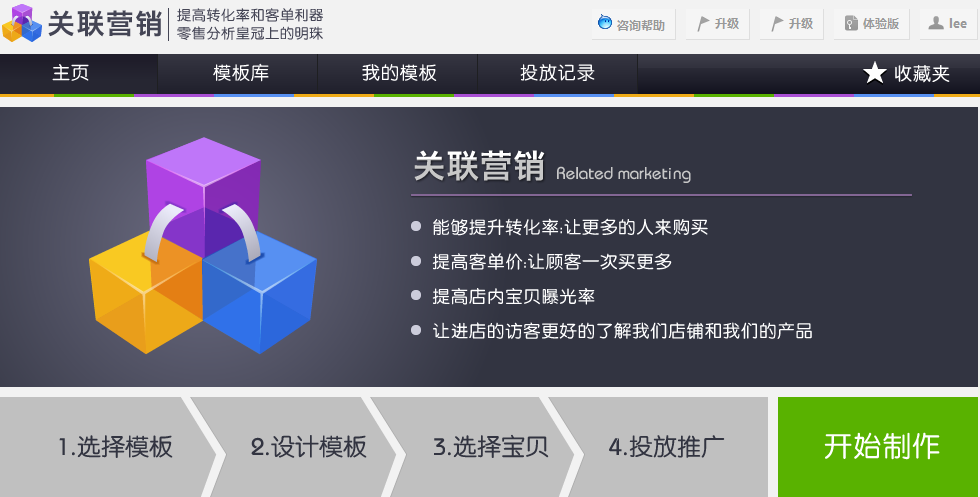 关联营销
提高转化率和客单利器
零售分析皇冠上的明珠
咨询帮助
升级
升级
体验版
lee
主页
模板库
我的模板
投放记录
收藏夹
关联营销 Related marketing
能够提升转化率:让更多的人来购买
提高客单价:让顾客一次买更多
提高店内宝贝曝光率
让进店的访客更好的了解我们店铺和我们的产品
1.选择模板
2.设计模板
3.选择宝贝
4.投放推广
开始制作